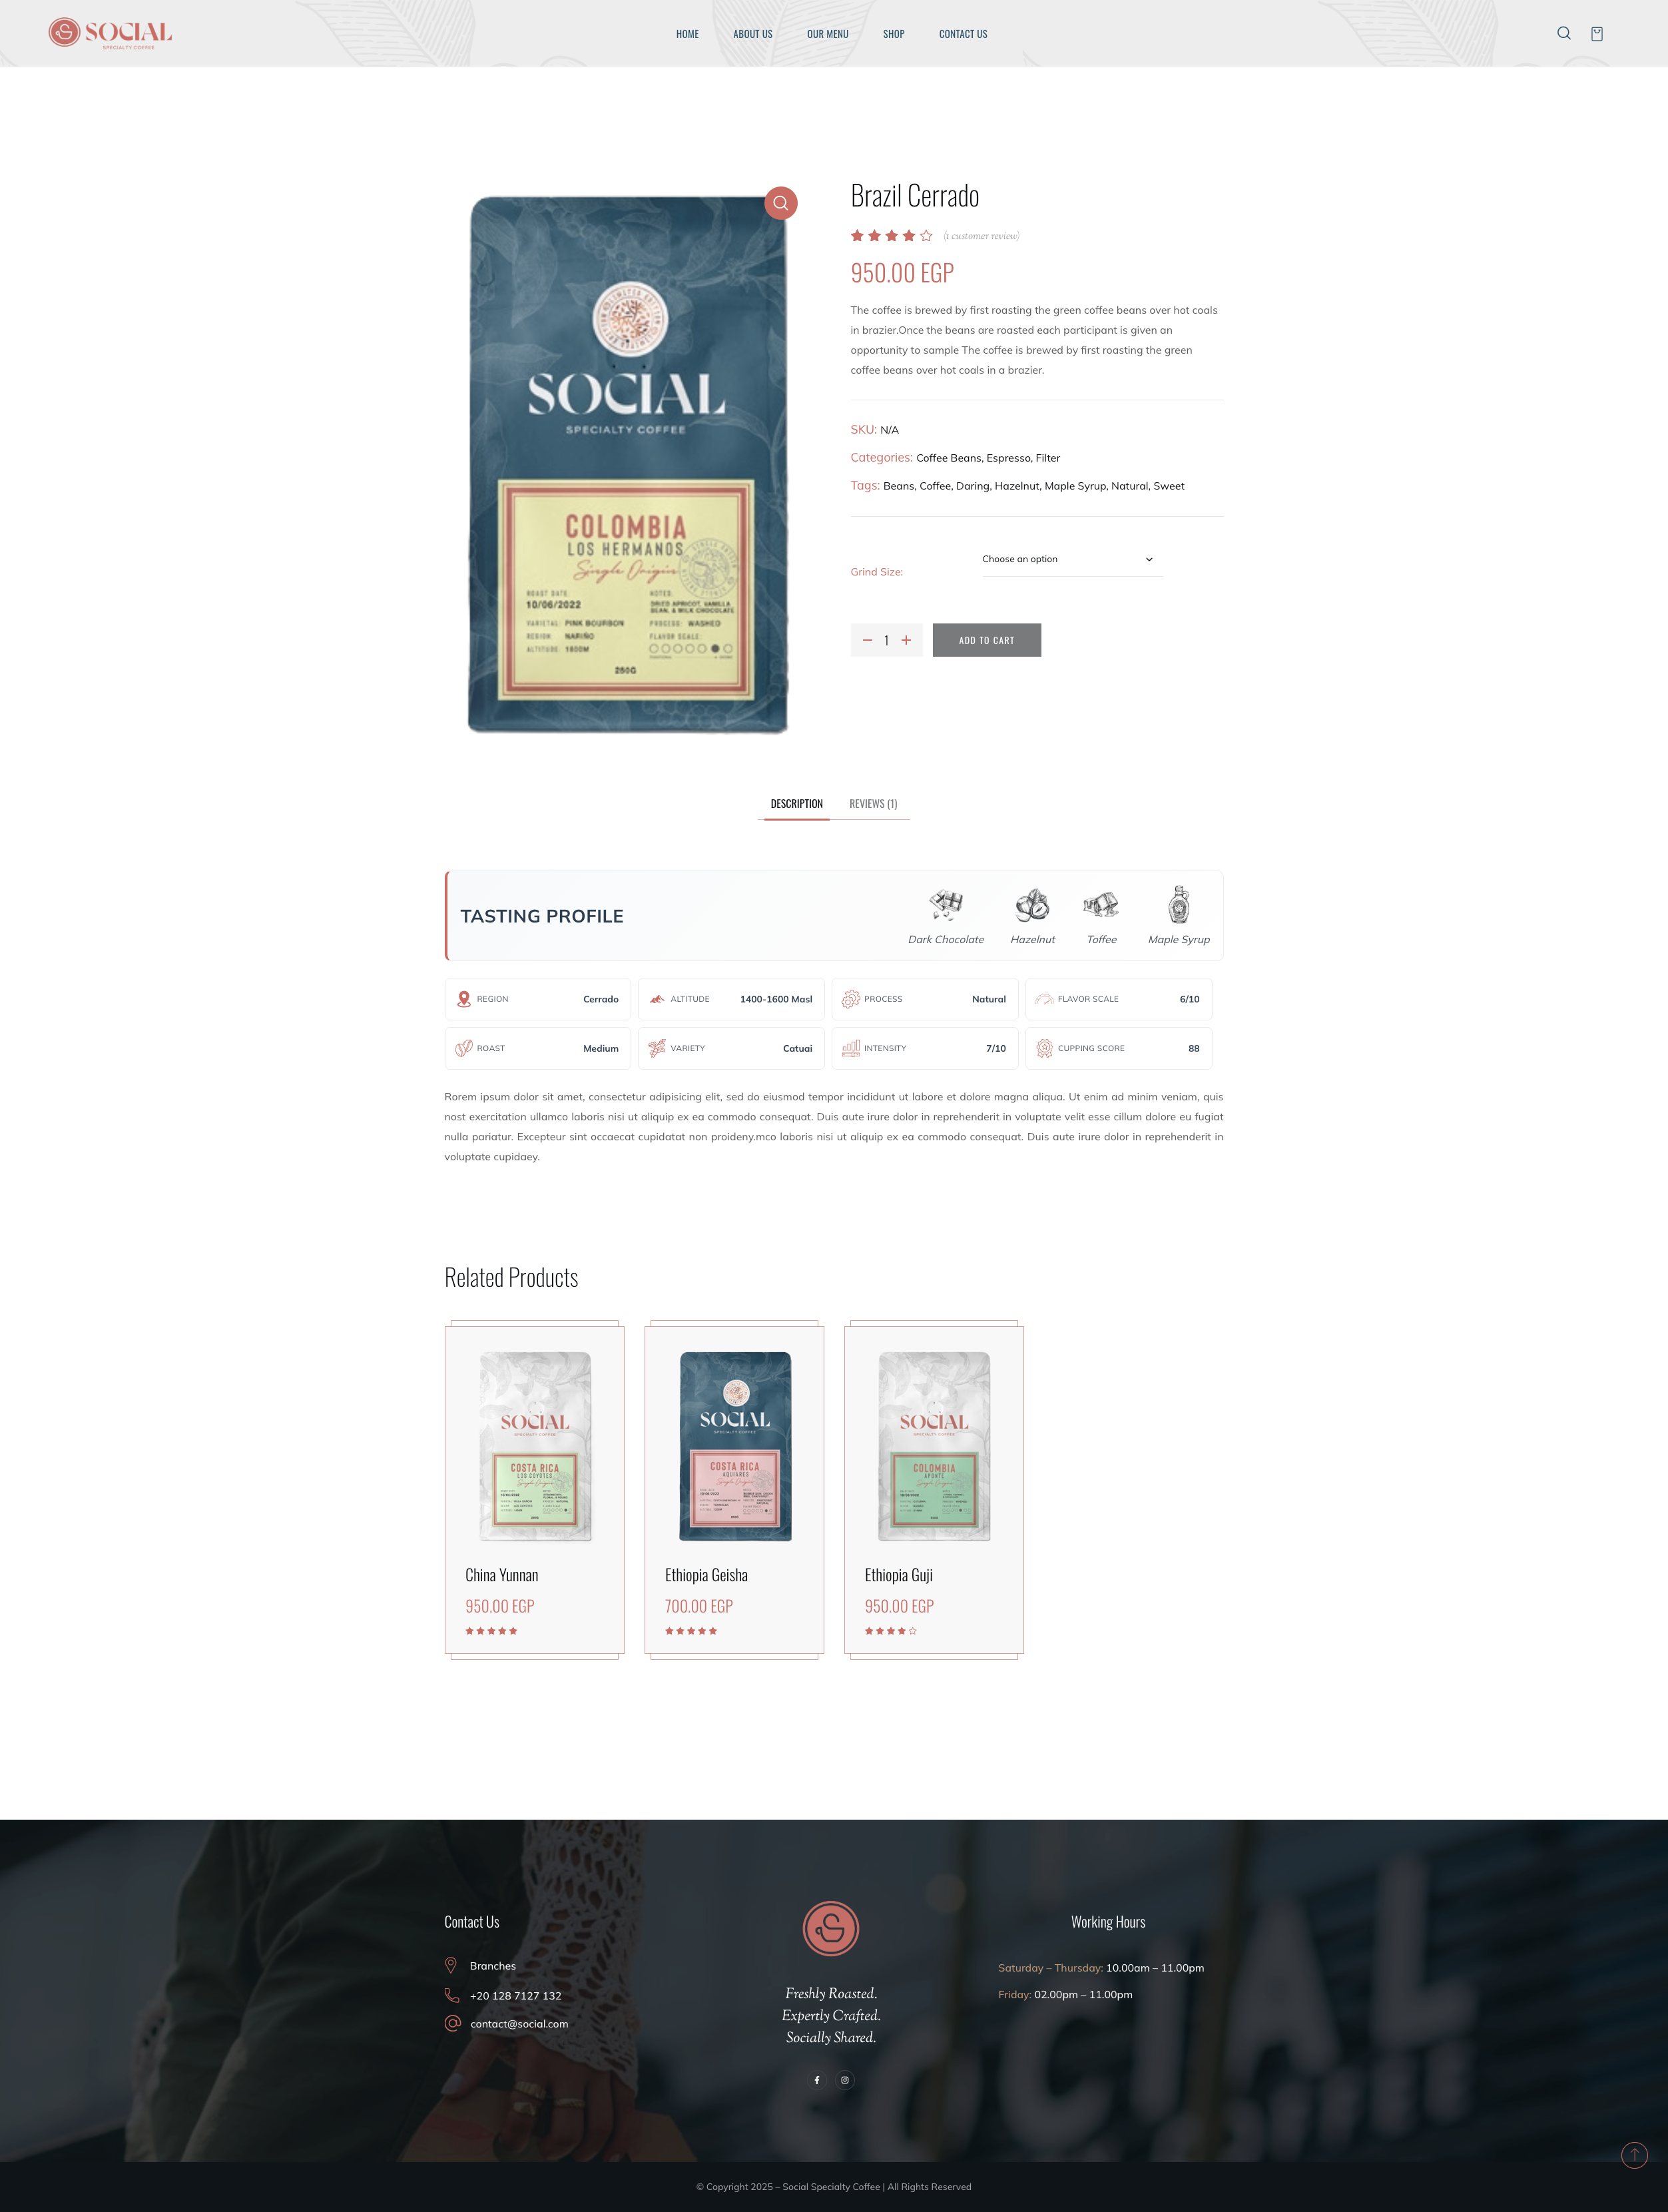 SOCIAL
SPECIALTY COFFEE
HOME
ABOUT US
OUR MENU
SHOP
CONTACT US
SOCIAL
SPECIALTY COFFEE
COLOMBIA
LOS HERMANOS
Single Origin
ROAST DATE:
10/06/2022
NOTES:
DRIED APRICOT, VANILLA
BEAN, & MILK CHOCOLATE
VARIETAL: PINK BOURBON
PROCESS: WASHED
REGION: NARIÑO
FLAVOR SCALE:
ALTITUDE: 1800M
250G
Brazil Cerrado
(1 customer review)
950.00 EGP
The coffee is brewed by first roasting the green coffee beans over hot coals
in brazier.Once the beans are roasted each participant is given an
opportunity to sample The coffee is brewed by first roasting the green
coffee beans over hot coals in a brazier.
SKU: N/A
Categories: Coffee Beans, Espresso, Filter
Tags: Beans, Coffee, Daring, Hazelnut, Maple Syrup, Natural, Sweet
Grind Size:
Choose an option
1
ADD TO CART
DESCRIPTION
REVIEWS (1)
TASTING PROFILE
Dark Chocolate
Hazelnut
Toffee
Maple Syrup
REGION Cerrado
ALTITUDE 1400-1600 Masl
PROCESS Natural
FLAVOR SCALE 6/10
ROAST Medium
VARIETY Catuai
INTENSITY 7/10
CUPPING SCORE 88
Rorem ipsum dolor sit amet, consectetur adipisicing elit, sed do eiusmod tempor incididunt ut labore et dolore magna aliqua. Ut enim ad minim veniam, quis
nost exercitation ullamco laboris nisi ut aliquip ex ea commodo consequat. Duis aute irure dolor in reprehenderit in voluptate velit esse cillum dolore eu fugiat
nulla pariatur. Excepteur sint occaecat cupidatat non proideny.mco laboris nisi ut aliquip ex ea commodo consequat. Duis aute irure dolor in reprehenderit in
voluptate cupidaey.
Related Products
SOCIAL
SPECIALTY COFFEE
COSTA RICA
LOS COYOTES
Single Origin
China Yunnan
950.00 EGP
SOCIAL
SPECIALTY COFFEE
COSTA RICA
AQUIARES
Single Origin
Ethiopia Geisha
700.00 EGP
SOCIAL
SPECIALTY COFFEE
COLOMBIA
APONTE
Single Origin
Ethiopia Guji
950.00 EGP
Contact Us
Branches
+20 128 7127 132
contact@social.com
Freshly Roasted.
Expertly Crafted.
Socially Shared.
Working Hours
Saturday – Thursday: 10.00am – 11.00pm
Friday: 02.00pm – 11.00pm
© Copyright 2025 – Social Specialty Coffee | All Rights Reserved